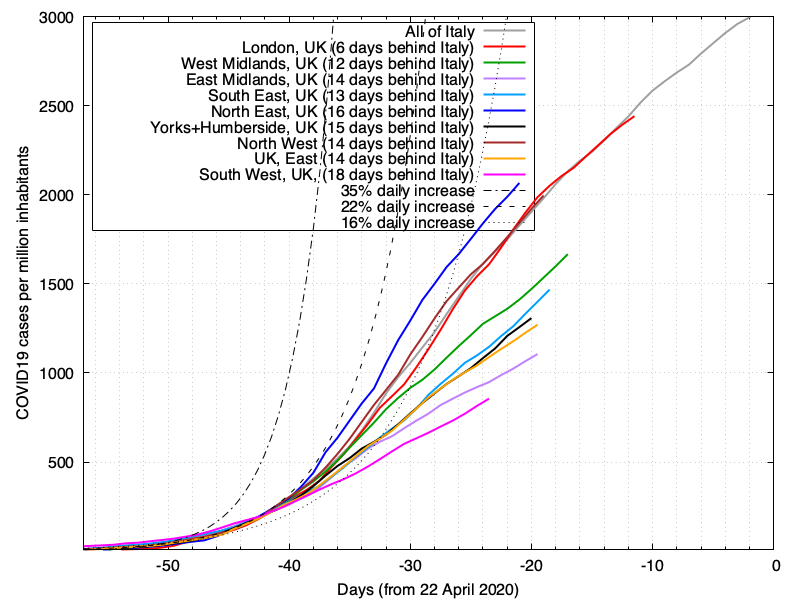 3000
2500
2000
1500
1000
500
COVID19 cases per million inhabitants
All of Italy
London, UK (6 days behind Italy)
West Midlands, UK (12 days behind Italy)
East Midlands, UK (14 days behind Italy)
South East, UK (13 days behind Italy)
North East, UK (16 days behind Italy)
Yorks+Humberside, UK (15 days behind Italy)
North West (14 days behind Italy)
UK, East (14 days behind Italy)
South West, UK, (18 days behind Italy)
35% daily increase
22% daily increase
16% daily increase
-50 -40 -30 -20 -10 0
Days (from 22 April 2020)